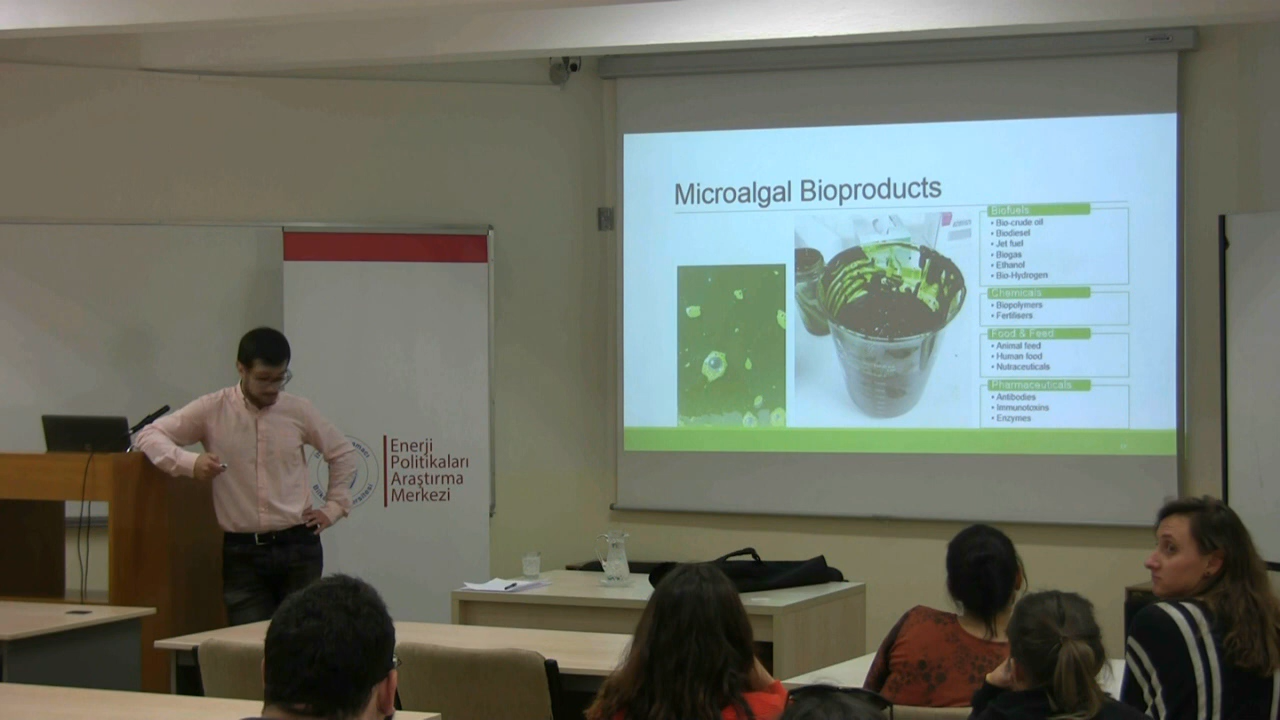 Microalgal Bioproducts
Biofuels
• Bio-crude oil
• Biodiesel
• Jet fuel
• Biogas
• Ethanol
• Bio-Hydrogen
Chemicals
• Biopolymers
• Fertilisers
Food & Feed
• Animal feed
• Human food
• Nutraceuticals
Pharmaceuticals
• Antibodies
• Immunotoxins
• Enzymes
Enerji
Politikaları
Araştırma
Merkezi